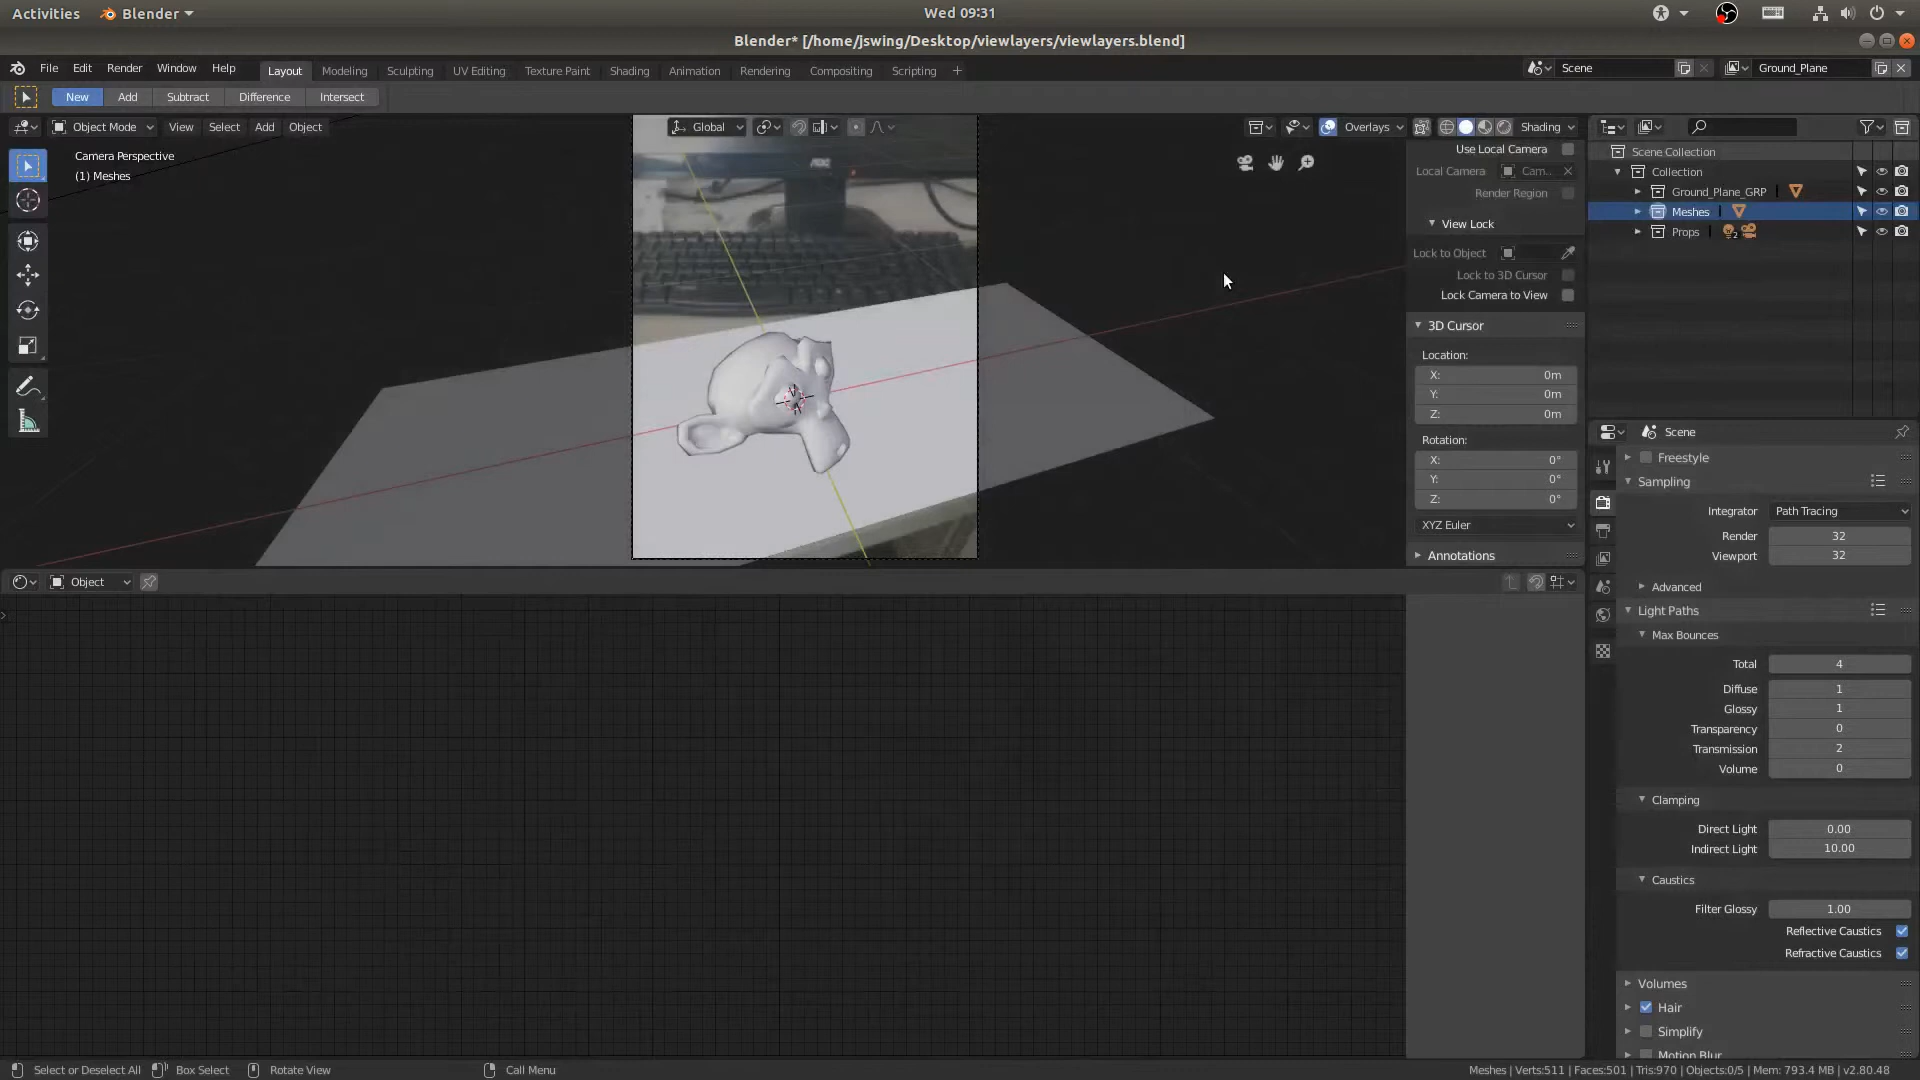 Activities Blender Wed 09:31
Blender* [/home/jswing/Desktop/viewlayers/viewlayers.blend]
File Edit Render Window Help Layout Modeling Sculpting UV Editing Texture Paint Shading Animation Rendering Compositing Scripting + Scene Ground_Plane
New Add Subtract Difference Intersect
Object Mode View Select Add Object Global Overlays Shading
Camera Perspective
(1) Meshes
Use Local Camera
Local Camera Cam..
Render Region
View Lock
Lock to Object
Lock to 3D Cursor
Lock Camera to View
3D Cursor
Location:
X: 0m
Y: 0m
Z: 0m
Rotation:
X: 0°
Y: 0°
Z: 0°
XYZ Euler
Annotations
Scene Collection
Collection
Ground_Plane_GRP
Meshes
Props 2
Scene
Freestyle
Sampling
Integrator Path Tracing
Render 32
Viewport 32
Advanced
Light Paths
Max Bounces
Total 4
Diffuse 1
Glossy 1
Transparency 0
Transmission 2
Volume 0
Clamping
Direct Light 0.00
Indirect Light 10.00
Caustics
Filter Glossy 1.00
Reflective Caustics
Refractive Caustics
Volumes
Hair
Simplify
Motion Blur
Object
Select or Deselect All Box Select Rotate View Call Menu Meshes | Verts:511 | Faces:501 | Tris:970 | Objects:0/5 | Mem: 793.4 MB | v2.80.48